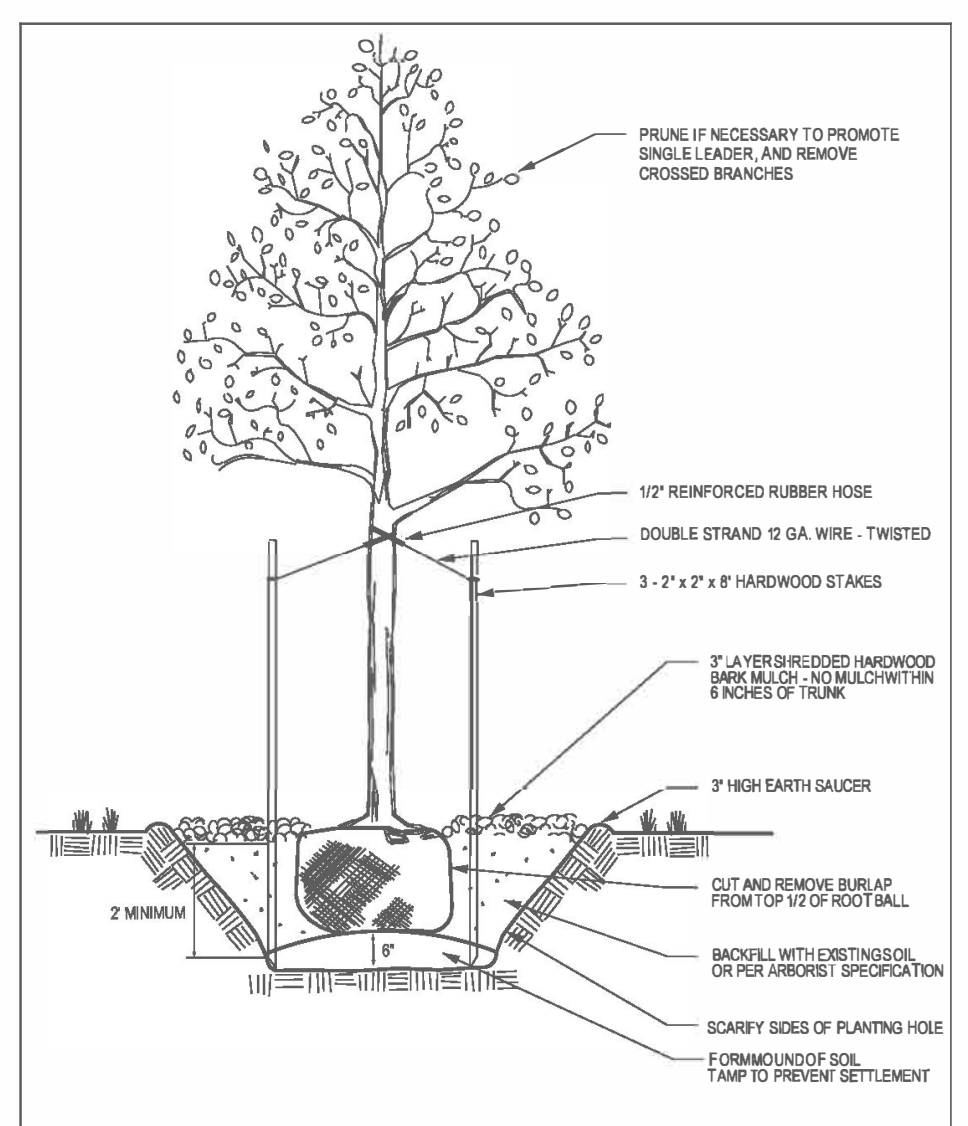 PRUNE IF NECESSARY TO PROMOTE
SINGLE LEADER, AND REMOVE
CROSSED BRANCHES
1/2" REINFORCED RUBBER HOSE
DOUBLE STRAND 12 GA. WIRE - TWISTED
3 - 2" x 2" x 8' HARDWOOD STAKES
3" LAYER SHREDDED HARDWOOD
BARK MULCH - NO MULCH WITHIN
6 INCHES OF TRUNK
3" HIGH EARTH SAUCER
CUT AND REMOVE BURLAP
FROM TOP 1/2 OF ROOT BALL
2' MINIMUM
6"
BACKFILL WITH EXISTING SOIL
OR PER ARBORIST SPECIFICATION
SCARIFY SIDES OF PLANTING HOLE
FORM MOUND OF SOIL
TAMP TO PREVENT SETTLEMENT